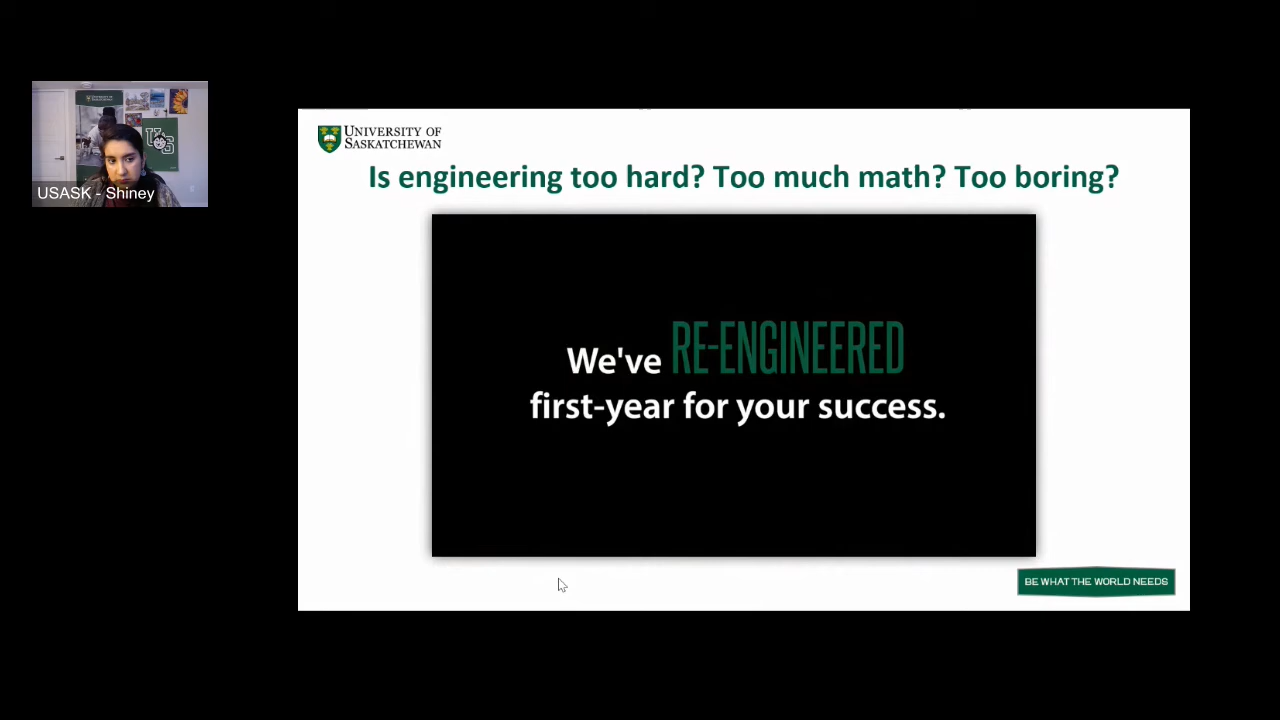 UNIVERSITY OF
SASKATCHEWAN
Is engineering too hard? Too much math? Too boring?
USASK - Shiney
We've RE-ENGINEERED
first-year for your success.
BE WHAT THE WORLD NEEDS